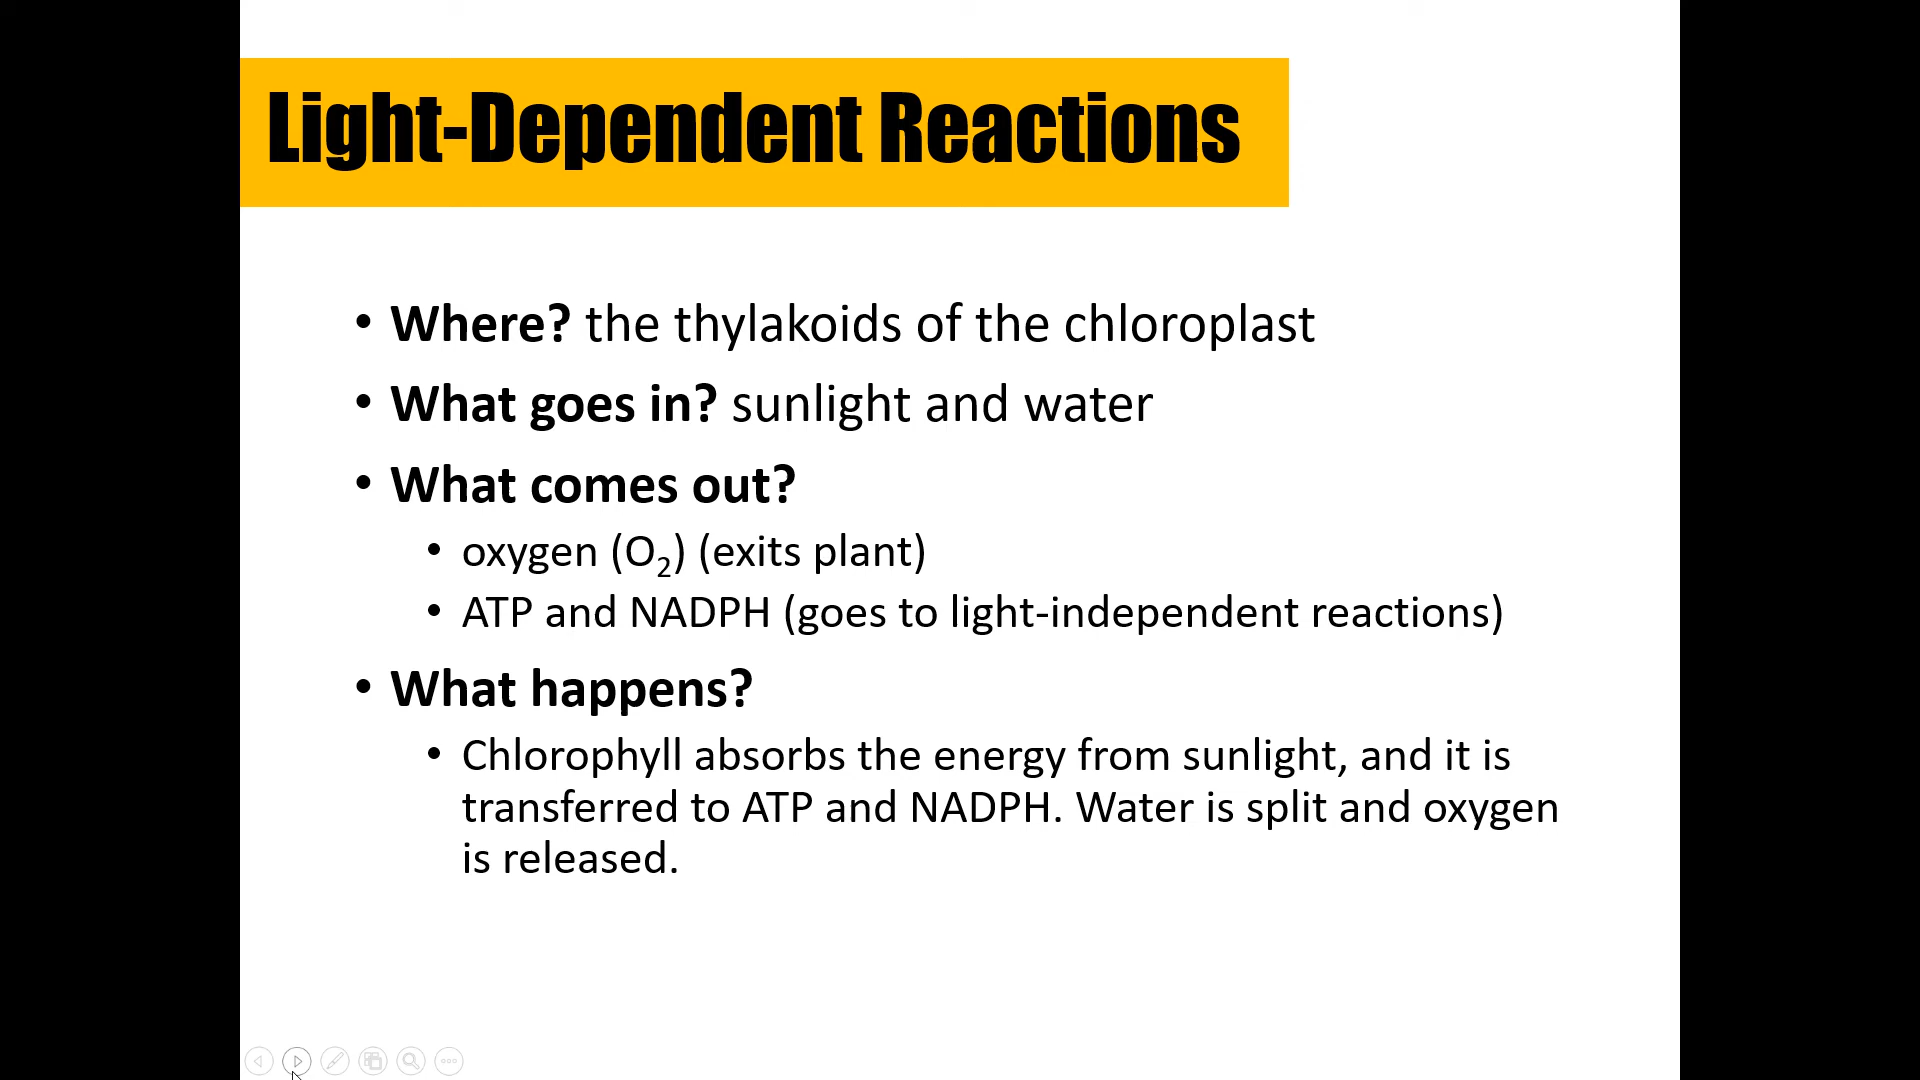 Light-Dependent Reactions
• Where? the thylakoids of the chloroplast
• What goes in? sunlight and water
• What comes out?
• oxygen (O₂) (exits plant)
• ATP and NADPH (goes to light-independent reactions)
• What happens?
• Chlorophyll absorbs the energy from sunlight, and it is
transferred to ATP and NADPH. Water is split and oxygen
is released.